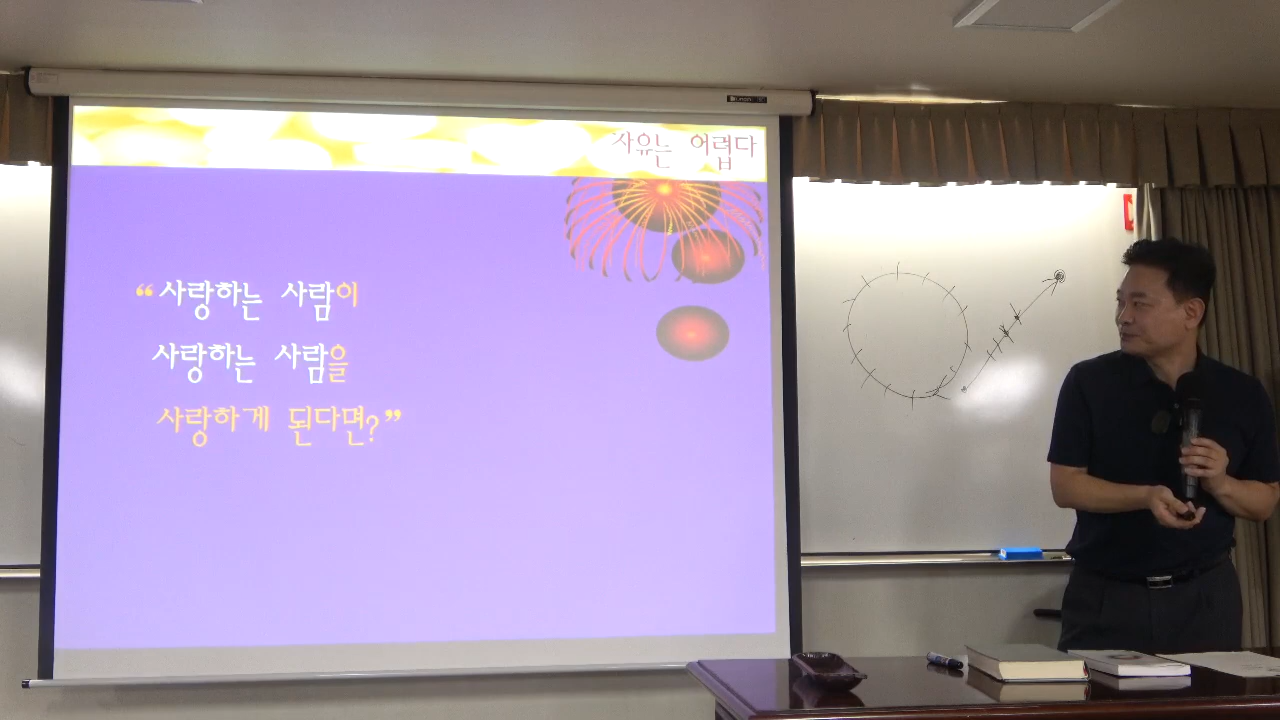 자유는 어렵다
“사랑하는 사람이
사랑하는 사람을
사랑하게 된다면?”